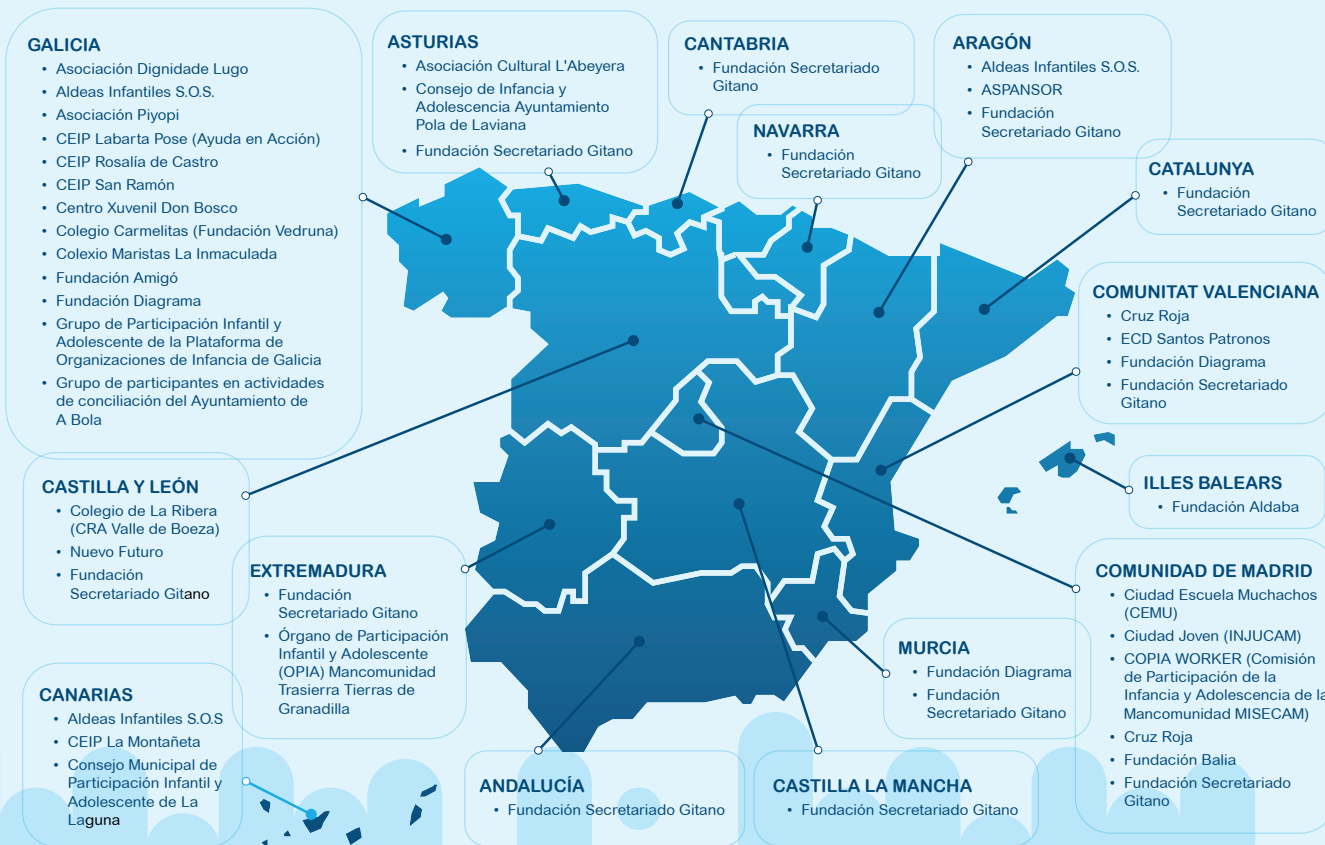 GALICIA
• Asociación Dignidade Lugo
• Aldeas Infantiles S.O.S.
• Asociación Piyopi
• CEIP Labarta Pose (Ayuda en Acción)
• CEIP Rosalía de Castro
• CEIP San Ramón
• Centro Xuvenil Don Bosco
• Colegio Carmelitas (Fundación Vedruna)
• Colexio Maristas La Inmaculada
• Fundación Amigó
• Fundación Diagrama
• Grupo de Participación Infantil y
Adolescente de la Plataforma de
Organizaciones de Infancia de Galicia
• Grupo de participantes en actividades
de conciliación del Ayuntamiento de
A Bola
ASTURIAS
• Asociación Cultural L'Abeyera
• Consejo de Infancia y
Adolescencia Ayuntamiento
Pola de Laviana
• Fundación Secretariado Gitano
CANTABRIA
• Fundación Secretariado
Gitano
NAVARRA
• Fundación
Secretariado Gitano
ARAGÓN
• Aldeas Infantiles S.O.S.
• ASPANSOR
• Fundación
Secretariado Gitano
CATALUNYA
• Fundación
Secretariado Gitano
COMUNITAT VALENCIANA
• Cruz Roja
• ECD Santos Patronos
• Fundación Diagrama
• Fundación Secretariado
Gitano
ILLES BALEARS
• Fundación Aldaba
CASTILLA Y LEÓN
• Colegio de La Ribera
(CRA Valle de Boeza)
• Nuevo Futuro
• Fundación
Secretariado Gitano
EXTREMADURA
• Fundación
Secretariado Gitano
• Órgano de Participación
Infantil y Adolescente
(OPIA) Mancomunidad
Trasierra Tierras de
Granadilla
COMUNIDAD DE MADRID
• Ciudad Escuela Muchachos
(CEMU)
• Ciudad Joven (INJUCAM)
• COPIA WORKER (Comisión
de Participación de la
Infancia y Adolescencia de la
Mancomunidad MISECAM)
• Cruz Roja
• Fundación Balia
• Fundación Secretariado
Gitano
MURCIA
• Fundación Diagrama
• Fundación
Secretariado Gitano
CANARIAS
• Aldeas Infantiles S.O.S
• CEIP La Montañeta
• Consejo Municipal de
Participación Infantil y
Adolescente de La
Laguna
ANDALUCÍA
• Fundación Secretariado Gitano
CASTILLA LA MANCHA
• Fundación Secretariado Gitano